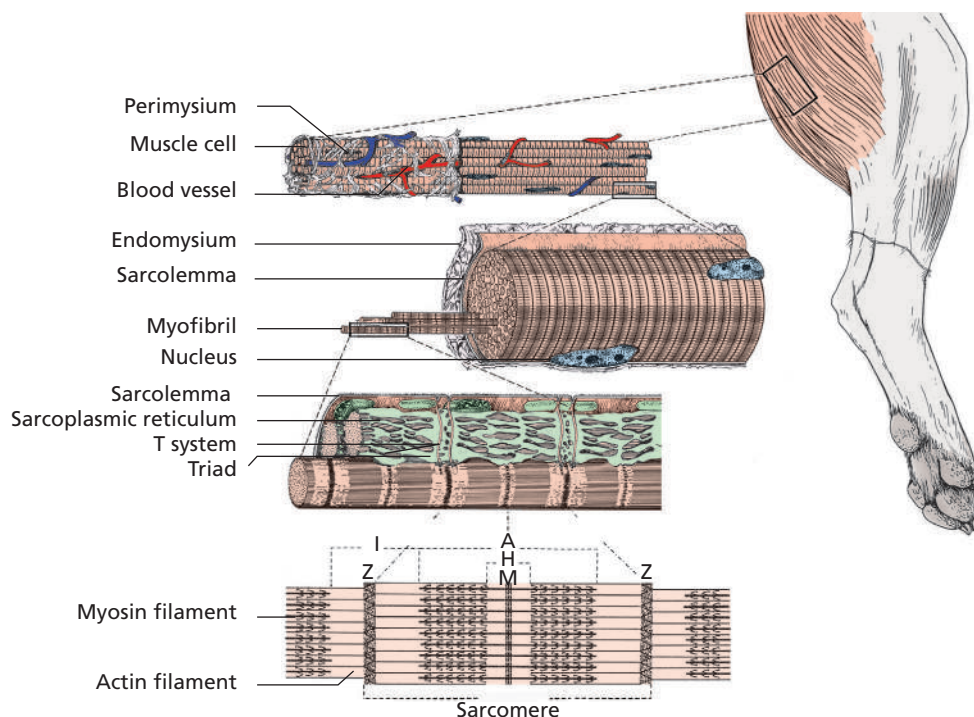 Perimysium
Muscle cell
Blood vessel
Endomysium
Sarcolemma
Myofibril
Nucleus
Sarcolemma
Sarcoplasmic reticulum
T system
Triad
I
A
H
Z
M
Z
Myosin filament
Actin filament
Sarcomere